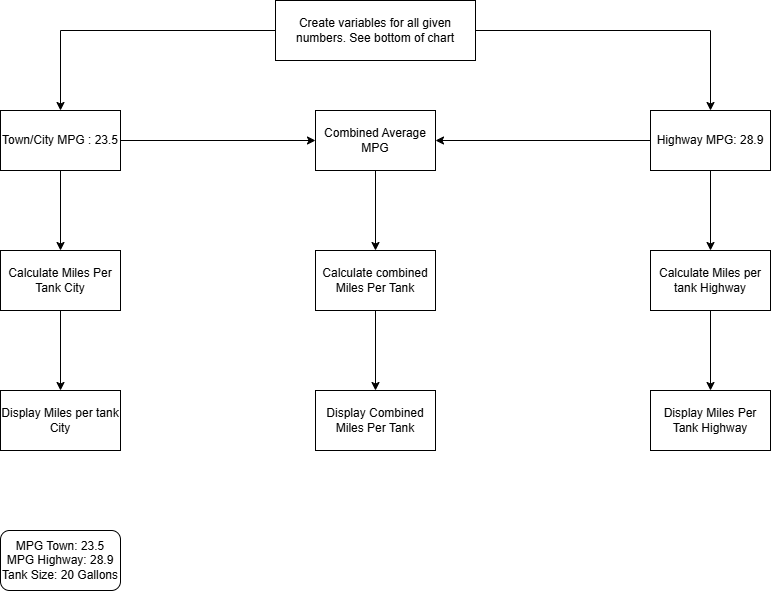 Create variables for all given
numbers. See bottom of chart
Town/City MPG : 23.5
Combined Average
MPG
Highway MPG: 28.9
Calculate Miles Per
Tank City
Calculate combined
Miles Per Tank
Calculate Miles per
tank Highway
Display Miles per tank
City
Display Combined
Miles Per Tank
Display Miles Per
Tank Highway
MPG Town: 23.5
MPG Highway: 28.9
Tank Size: 20 Gallons